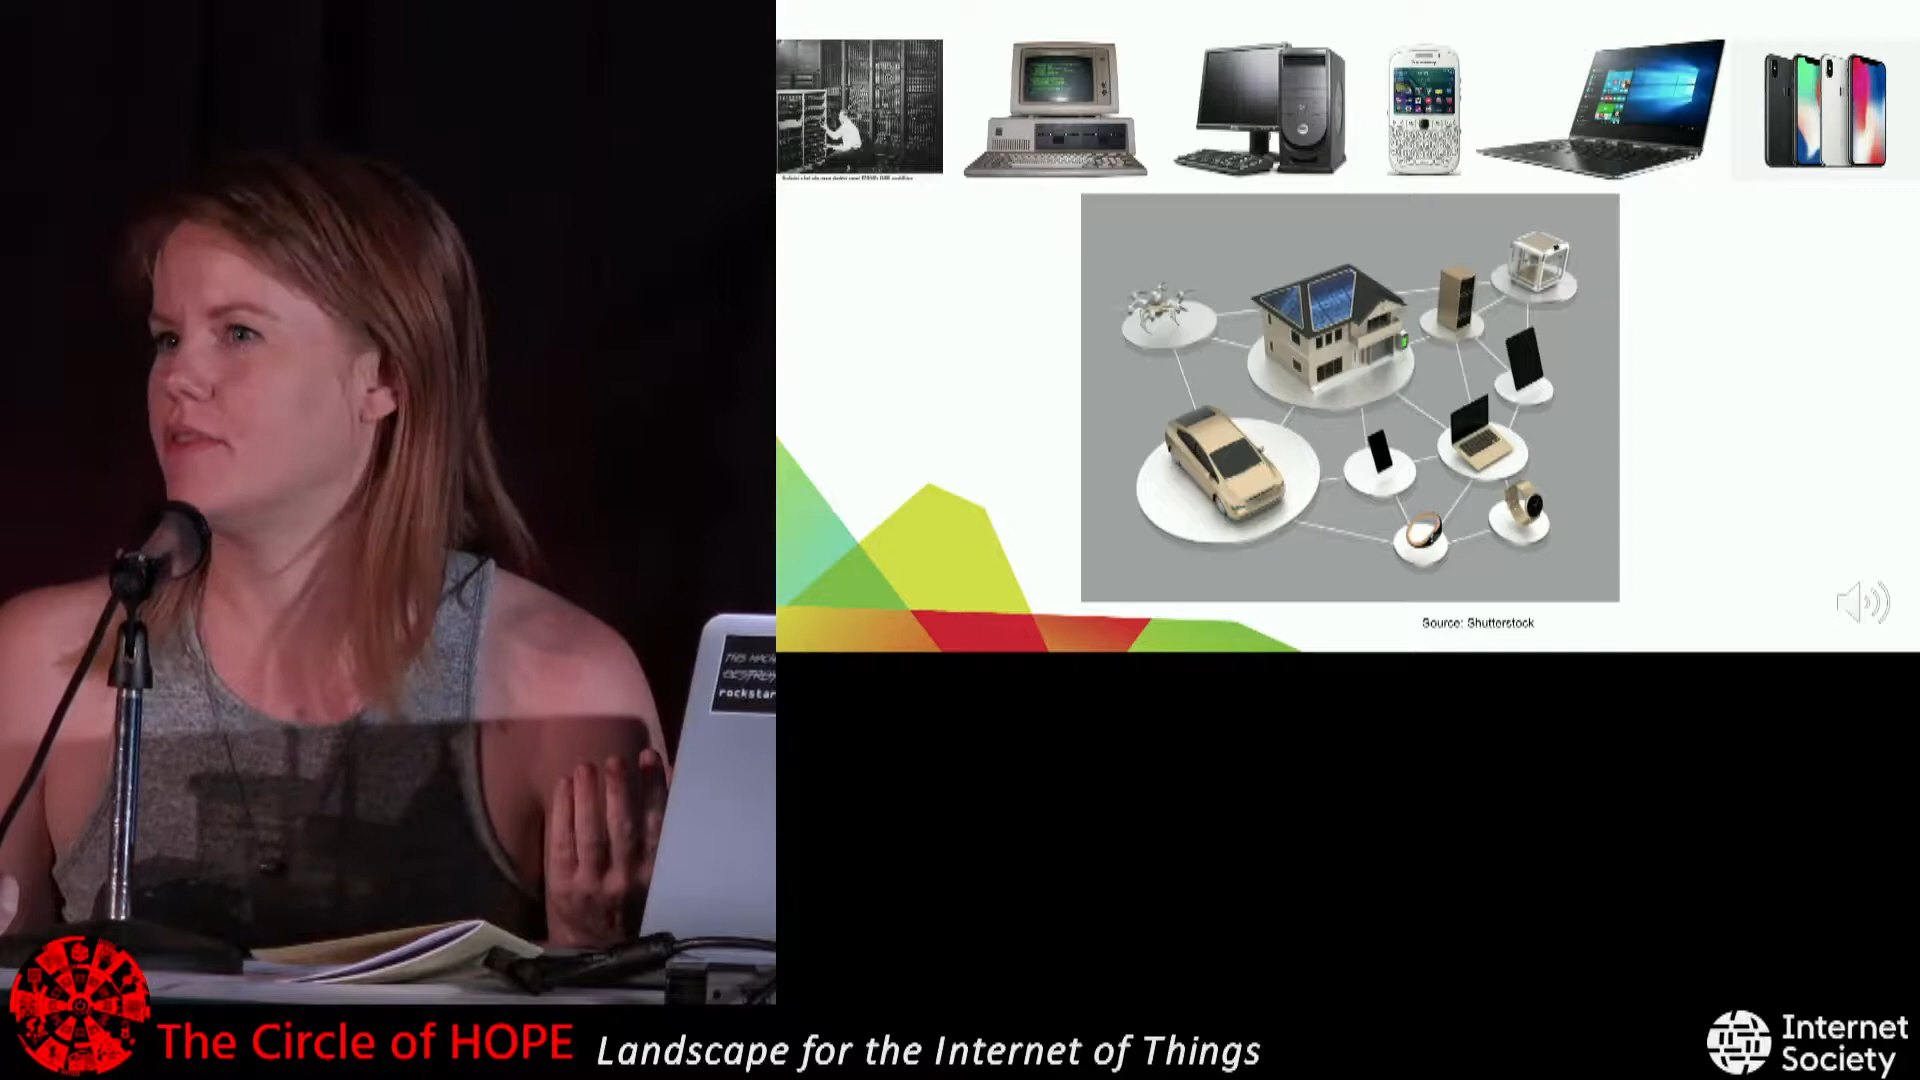 Source: Shutterstock
rockstar
The Circle of HOPE
Landscape for the Internet of Things
Internet
Society